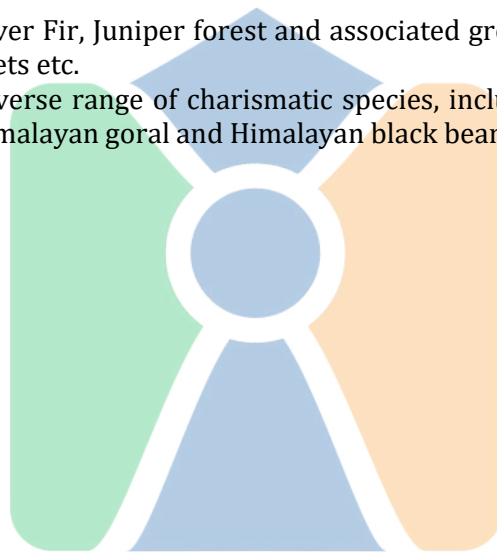 ver Fir, Juniper forest and associated gr
ets etc.
verse range of charismatic species, inclu
malayan goral and Himalayan black bear